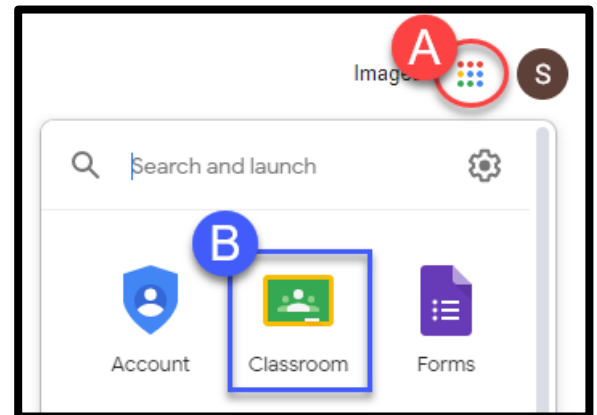 A
Images
S
Search and launch
B
Account Classroom Forms